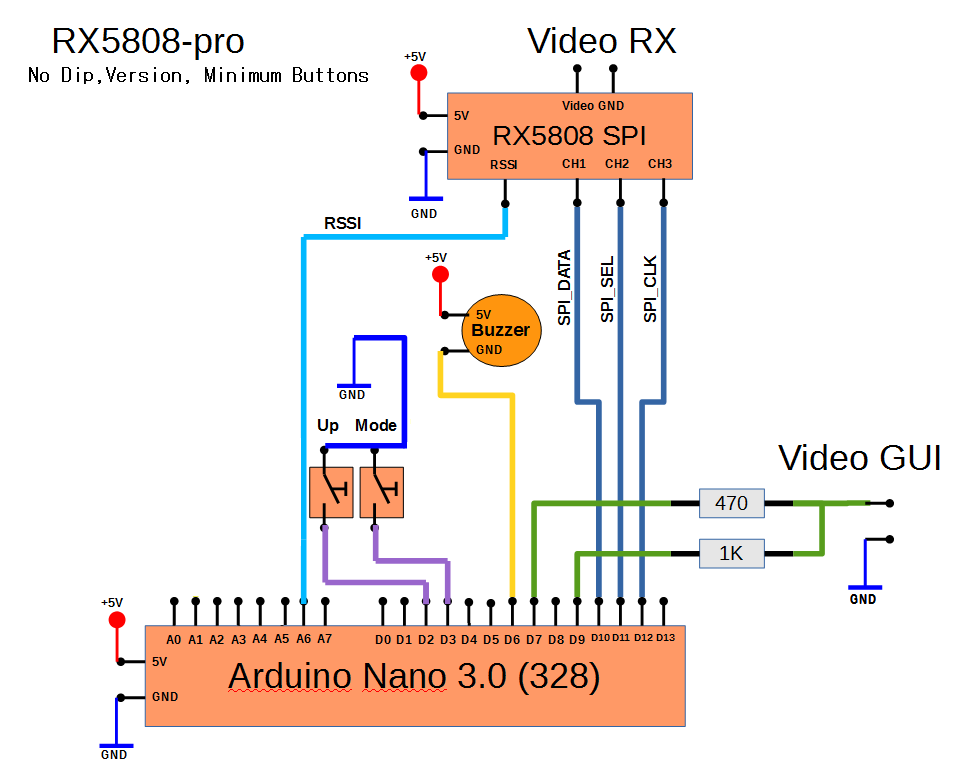 RX5808-pro
No Dip,Version, Minimum Buttons
Video RX
+5V
Video GND
5V
RX5808 SPI
GND
RSSI
CH1
CH2
CH3
GND
RSSI
+5V
SPI_DATA
SPI_SEL
SPI_CLK
5V
Buzzer
GND
GND
Up
Mode
Video GUI
470
1K
GND
+5V
A0 A1 A2 A3 A4 A5 A6 A7 D0 D1 D2 D3 D4 D5 D6 D7 D8 D9 D10 D11 D12 D13
5V
Arduino Nano 3.0 (328)
GND
GND